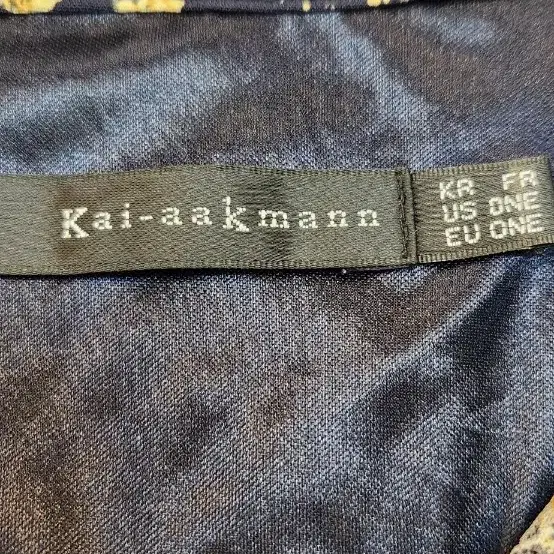 Kai-aakmann
KR FR
US ONE
EU ONE